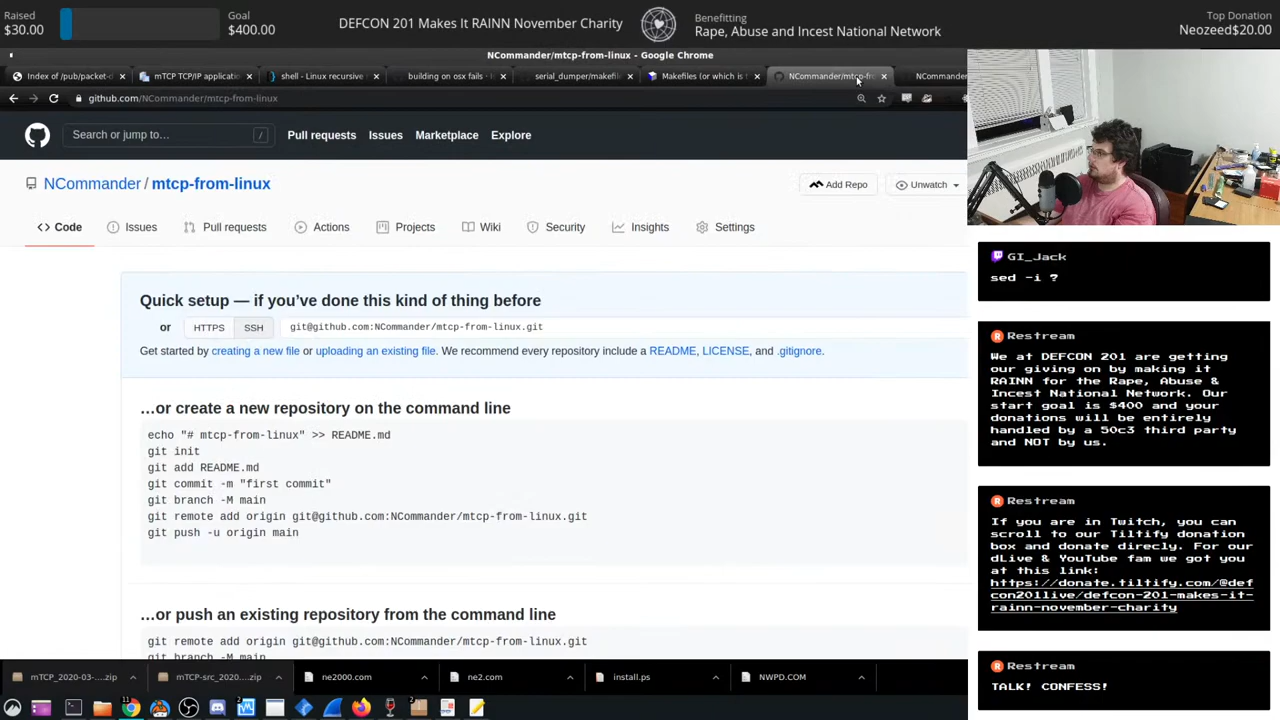 Raised
$30.00
Goal
$400.00
DEFCON 201 Makes It RAINN November Charity
Benefitting
Rape, Abuse and Incest National Network
Top Donation
Neozeed$20.00
NCommander/mtcp-from-linux - Google Chrome
Index of /pub/packet-d
mTCP TCP/IP applicatio
shell - Linux recursive
building on osx fails ·
serial_dumper/makefil
Makefiles (or which is t
NCommander/mtcp-fro
NCommander
github.com/NCommander/mtcp-from-linux
Search or jump to…
/
Pull requests
Issues
Marketplace
Explore
NCommander / mtcp-from-linux
Add Repo
Unwatch
Code
Issues
Pull requests
Actions
Projects
Wiki
Security
Insights
Settings
Quick setup — if you've done this kind of thing before
or
HTTPS
SSH
git@github.com:NCommander/mtcp-from-linux.git
Get started by creating a new file or uploading an existing file. We recommend every repository include a README, LICENSE, and .gitignore.
…or create a new repository on the command line
echo "# mtcp-from-linux" >> README.md
git init
git add README.md
git commit -m "first commit"
git branch -M main
git remote add origin git@github.com:NCommander/mtcp-from-linux.git
git push -u origin main
…or push an existing repository from the command line
git remote add origin git@github.com:NCommander/mtcp-from-linux.git
git branch -M main
mTCP_2020-03-....zip
mTCP-src_2020....zip
ne2000.com
ne2.com
install.ps
NWPD.COM
11
2
2
GI_Jack
sed -i ?
Restream
We at DEFCON 201 are getting
our giving on by making it
RAINN for the Rape, Abuse &
Incest National Network. Our
start goal is $400 and your
donations will be entirely
handled by a 50c3 third party
and NOT by us.
Restream
If you are in Twitch, you can
scroll to our Tiltify donation
box and donate direcly. For our
dLive & YouTube fam we got you
at this link:
https://donate.tiltify.com/@def
con201live/defcon-201-makes-it-
rainn-november-charity
Restream
TALK! CONFESS!